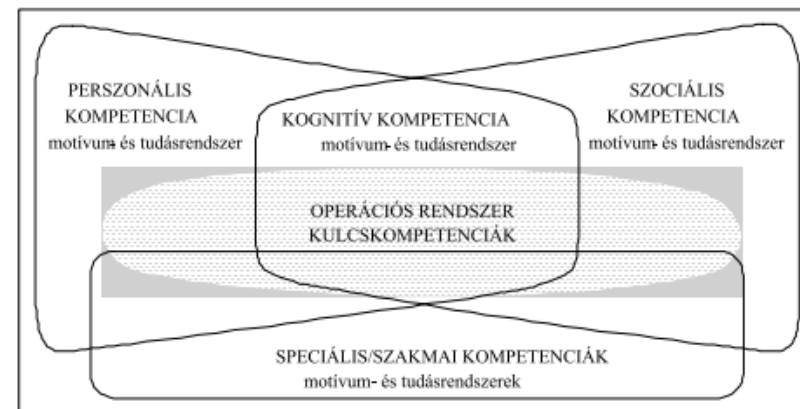 PERSZONÁLIS
KOMPETENCIA
motívum- és tudásrendszer
KOGNITÍV KOMPETENCIA
motívum- és tudásrendszer
SZOCIÁLIS
KOMPETENCIA
motívum- és tudásrendszer
OPERÁCIÓS RENDSZER
KULCSKOMPETENCIÁK
SPECIÁLIS/SZAKMAI KOMPETENCIÁK
motívum- és tudásrendszerek